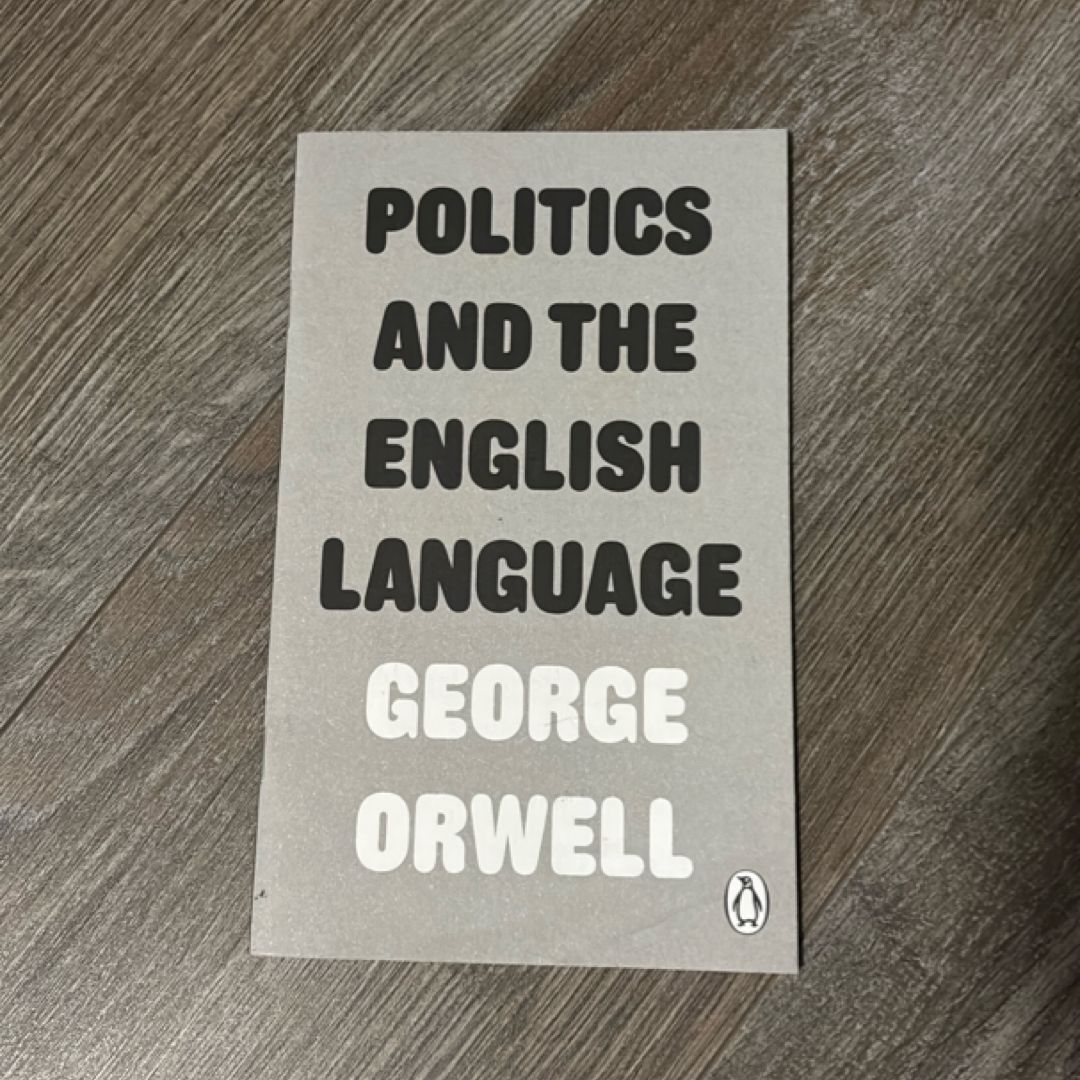 POLITICS
AND THE
ENGLISH
LANGUAGE
GEORGE
ORWELL